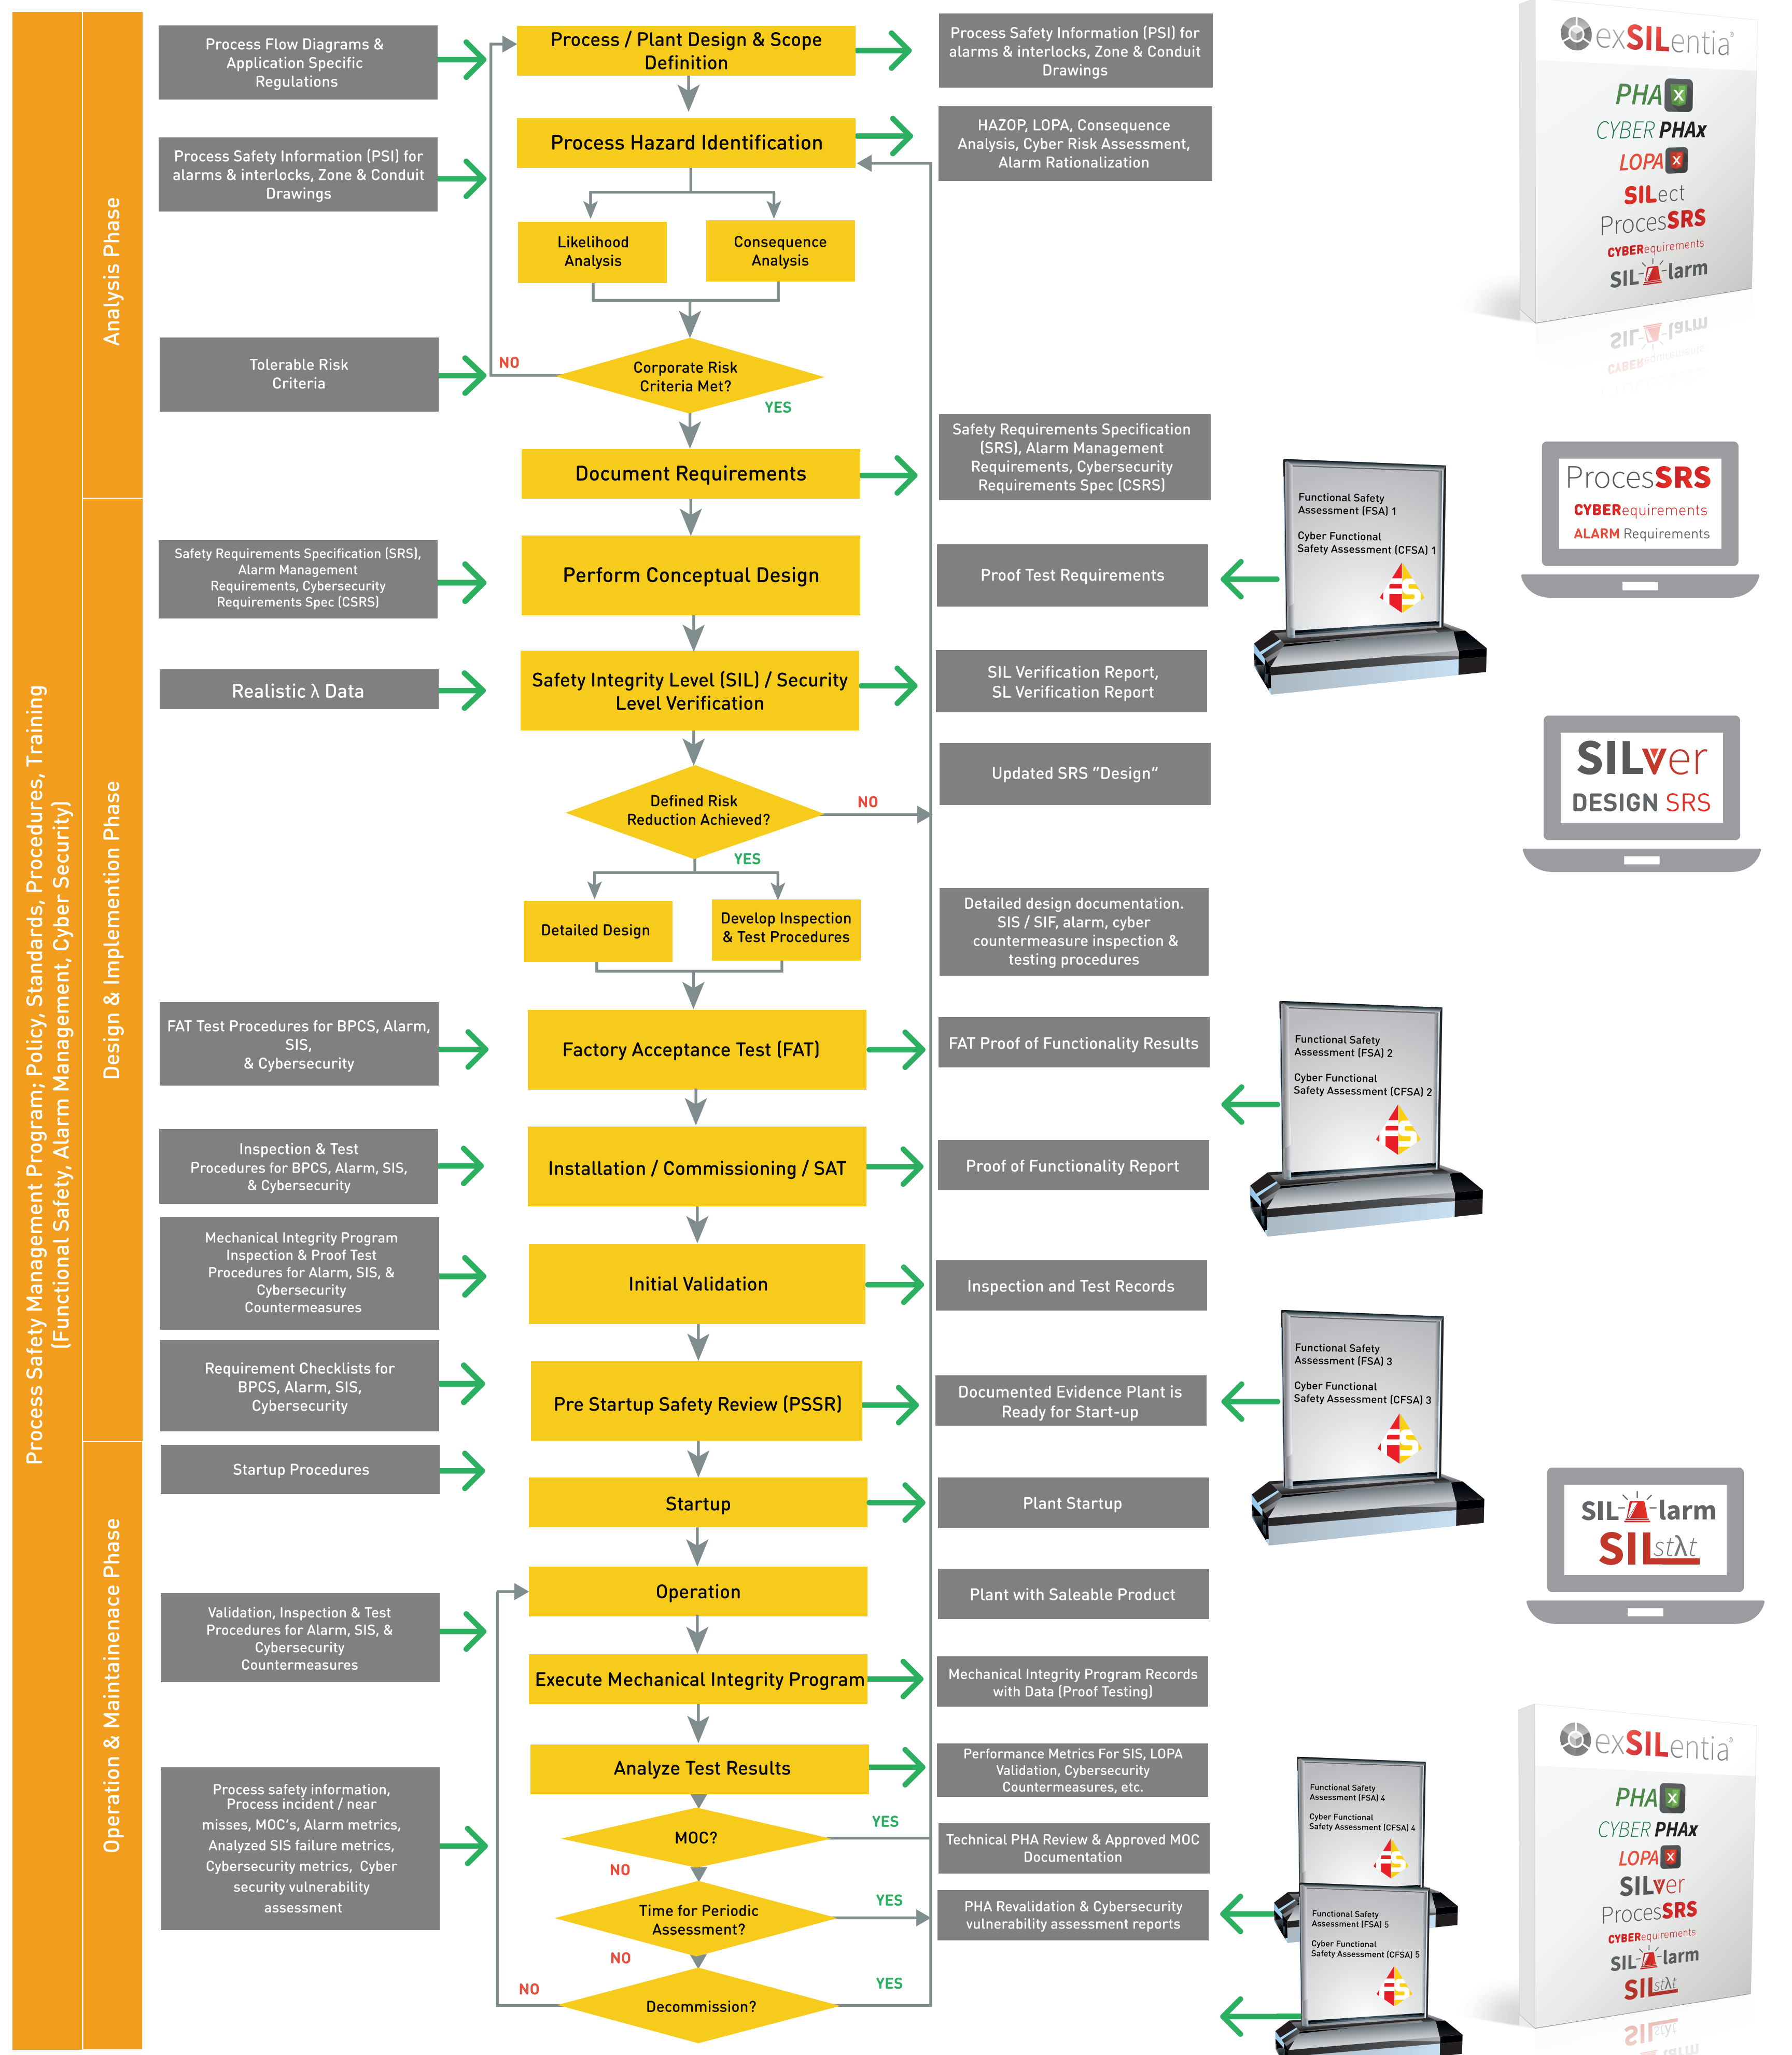 Process Safety Management Program; Policy, Standards, Procedures, Training
(Functional Safety, Alarm Management, Cyber Security)
Analysis Phase
Design & Implemention Phase
Operation & Maintainenace Phase
Process Flow Diagrams &
Application Specific
Regulations
Process / Plant Design & Scope
Definition
Process Safety Information (PSI) for
alarms & interlocks, Zone & Conduit
Drawings
Process Safety Information (PSI) for
alarms & interlocks, Zone & Conduit
Drawings
Process Hazard Identification
HAZOP, LOPA, Consequence
Analysis, Cyber Risk Assessment,
Alarm Rationalization
Likelihood
Analysis
Consequence
Analysis
Tolerable Risk
Criteria
NO
Corporate Risk
Criteria Met?
YES
Document Requirements
Safety Requirements Specification
(SRS), Alarm Management
Requirements, Cybersecurity
Requirements Spec (CSRS)
Safety Requirements Specification (SRS),
Alarm Management
Requirements, Cybersecurity
Requirements Spec (CSRS)
Perform Conceptual Design
Proof Test Requirements
Realistic λ Data
Safety Integrity Level (SIL) / Security
Level Verification
SIL Verification Report,
SL Verification Report
Updated SRS “Design”
Defined Risk
Reduction Achieved?
NO
YES
Detailed Design
Develop Inspection
& Test Procedures
Detailed design documentation.
SIS / SIF, alarm, cyber
countermeasure inspection &
testing procedures
FAT Test Procedures for BPCS, Alarm,
SIS,
& Cybersecurity
Factory Acceptance Test (FAT)
FAT Proof of Functionality Results
Inspection & Test
Procedures for BPCS, Alarm, SIS,
& Cybersecurity
Installation / Commissioning / SAT
Proof of Functionality Report
Mechanical Integrity Program
Inspection & Proof Test
Procedures for Alarm, SIS, &
Cybersecurity
Countermeasures
Initial Validation
Inspection and Test Records
Requirement Checklists for
BPCS, Alarm, SIS,
Cybersecurity
Pre Startup Safety Review (PSSR)
Documented Evidence Plant is
Ready for Start-up
Startup Procedures
Startup
Plant Startup
Operation
Plant with Saleable Product
Validation, Inspection & Test
Procedures for Alarm, SIS, &
Cybersecurity
Countermeasures
Execute Mechanical Integrity Program
Mechanical Integrity Program Records
with Data (Proof Testing)
Analyze Test Results
Performance Metrics For SIS, LOPA
Validation, Cybersecurity
Countermeasures, etc.
Process safety information,
Process incident / near
misses, MOC's, Alarm metrics,
Analyzed SIS failure metrics,
Cybersecurity metrics, Cyber
security vulnerability
assessment
MOC?
YES
NO
Technical PHA Review & Approved MOC
Documentation
Time for Periodic
Assessment?
YES
NO
PHA Revalidation & Cybersecurity
vulnerability assessment reports
Decommission?
NO
YES
exSILentia®
PHA x
CYBER PHAx
LOPA x
SILect
ProcesSRS
CYBERequirements
SIL-larm
SIL-larm
CYBERequirements
Functional Safety
Assessment (FSA) 1
Cyber Functional
Safety Assessment (CFSA) 1
FS
ProcesSRS
CYBERequirements
ALARM Requirements
SILver
DESIGN SRS
Functional Safety
Assessment (FSA) 2
Cyber Functional
Safety Assessment (CFSA) 2
FS
Functional Safety
Assessment (FSA) 3
Cyber Functional
Safety Assessment (CFSA) 3
FS
SIL-larm
SILstλt
Functional Safety
Assessment (FSA) 4
Cyber Functional
Safety Assessment (CFSA) 4
FS
Functional Safety
Assessment (FSA) 5
Cyber Functional
Safety Assessment (CFSA) 5
FS
exSILentia®
PHA x
CYBER PHAx
LOPA x
SILver
ProcesSRS
CYBERequirements
SIL-larm
SILstλt
SILstλt